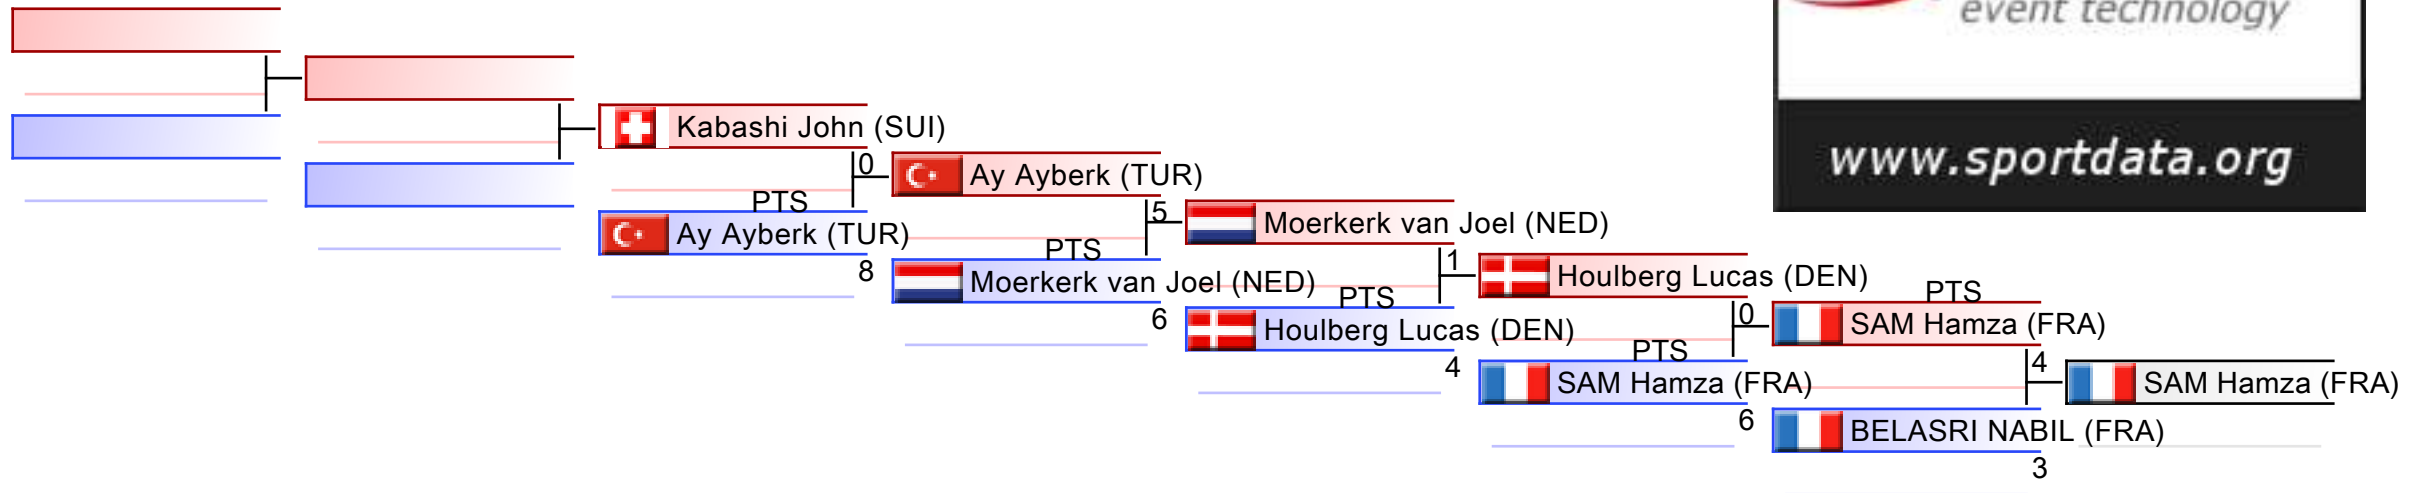 event technology
www.sportdata.org
Kabashi John (SUI)
0
PTS
Ay Ayberk (TUR)
8
Ay Ayberk (TUR)
5
PTS
Moerkerk van Joel (NED)
6
Moerkerk van Joel (NED)
1
PTS
Houlberg Lucas (DEN)
4
Houlberg Lucas (DEN)
0
PTS
SAM Hamza (FRA)
6
PTS
SAM Hamza (FRA)
4
BELASRI NABIL (FRA)
3
SAM Hamza (FRA)